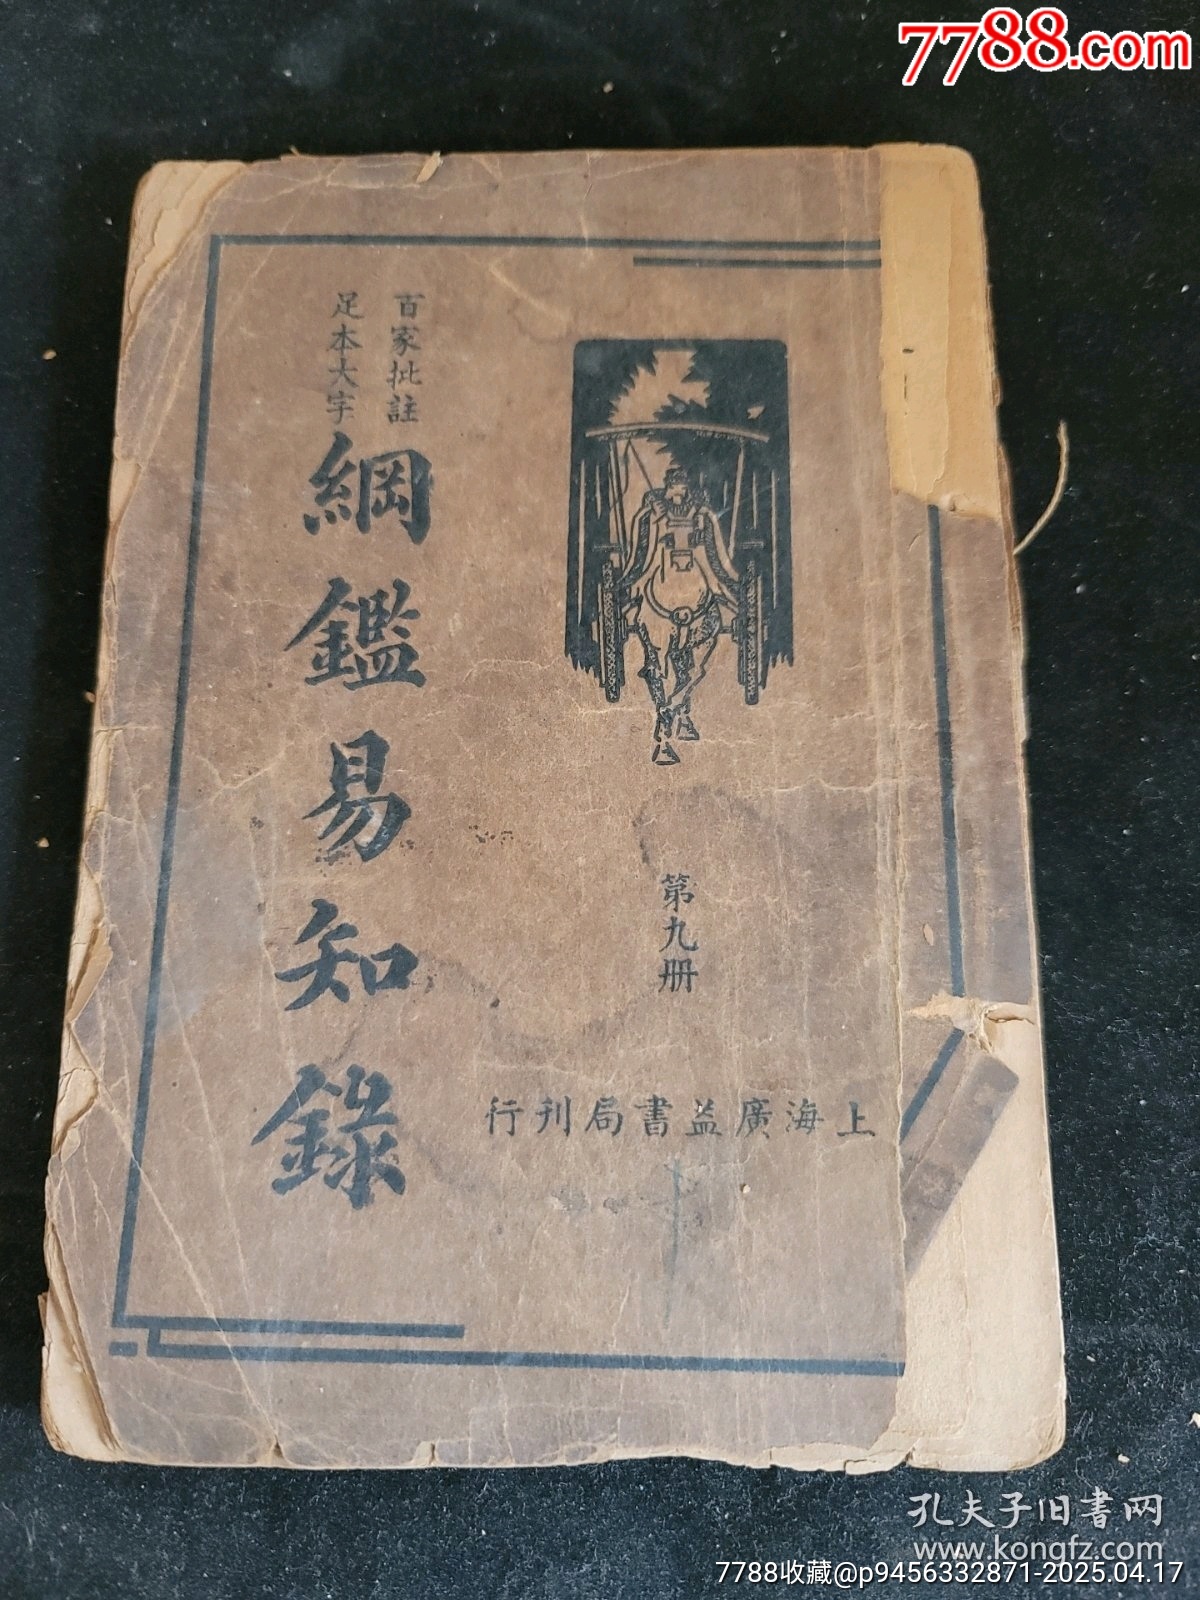 7788.com
百家批註
足本大字
綱鑑易知錄
第九册
上海廣益書局刊行
孔夫子旧書网
www.kongfz.com
7788收藏@p9456332871-2025.04.17